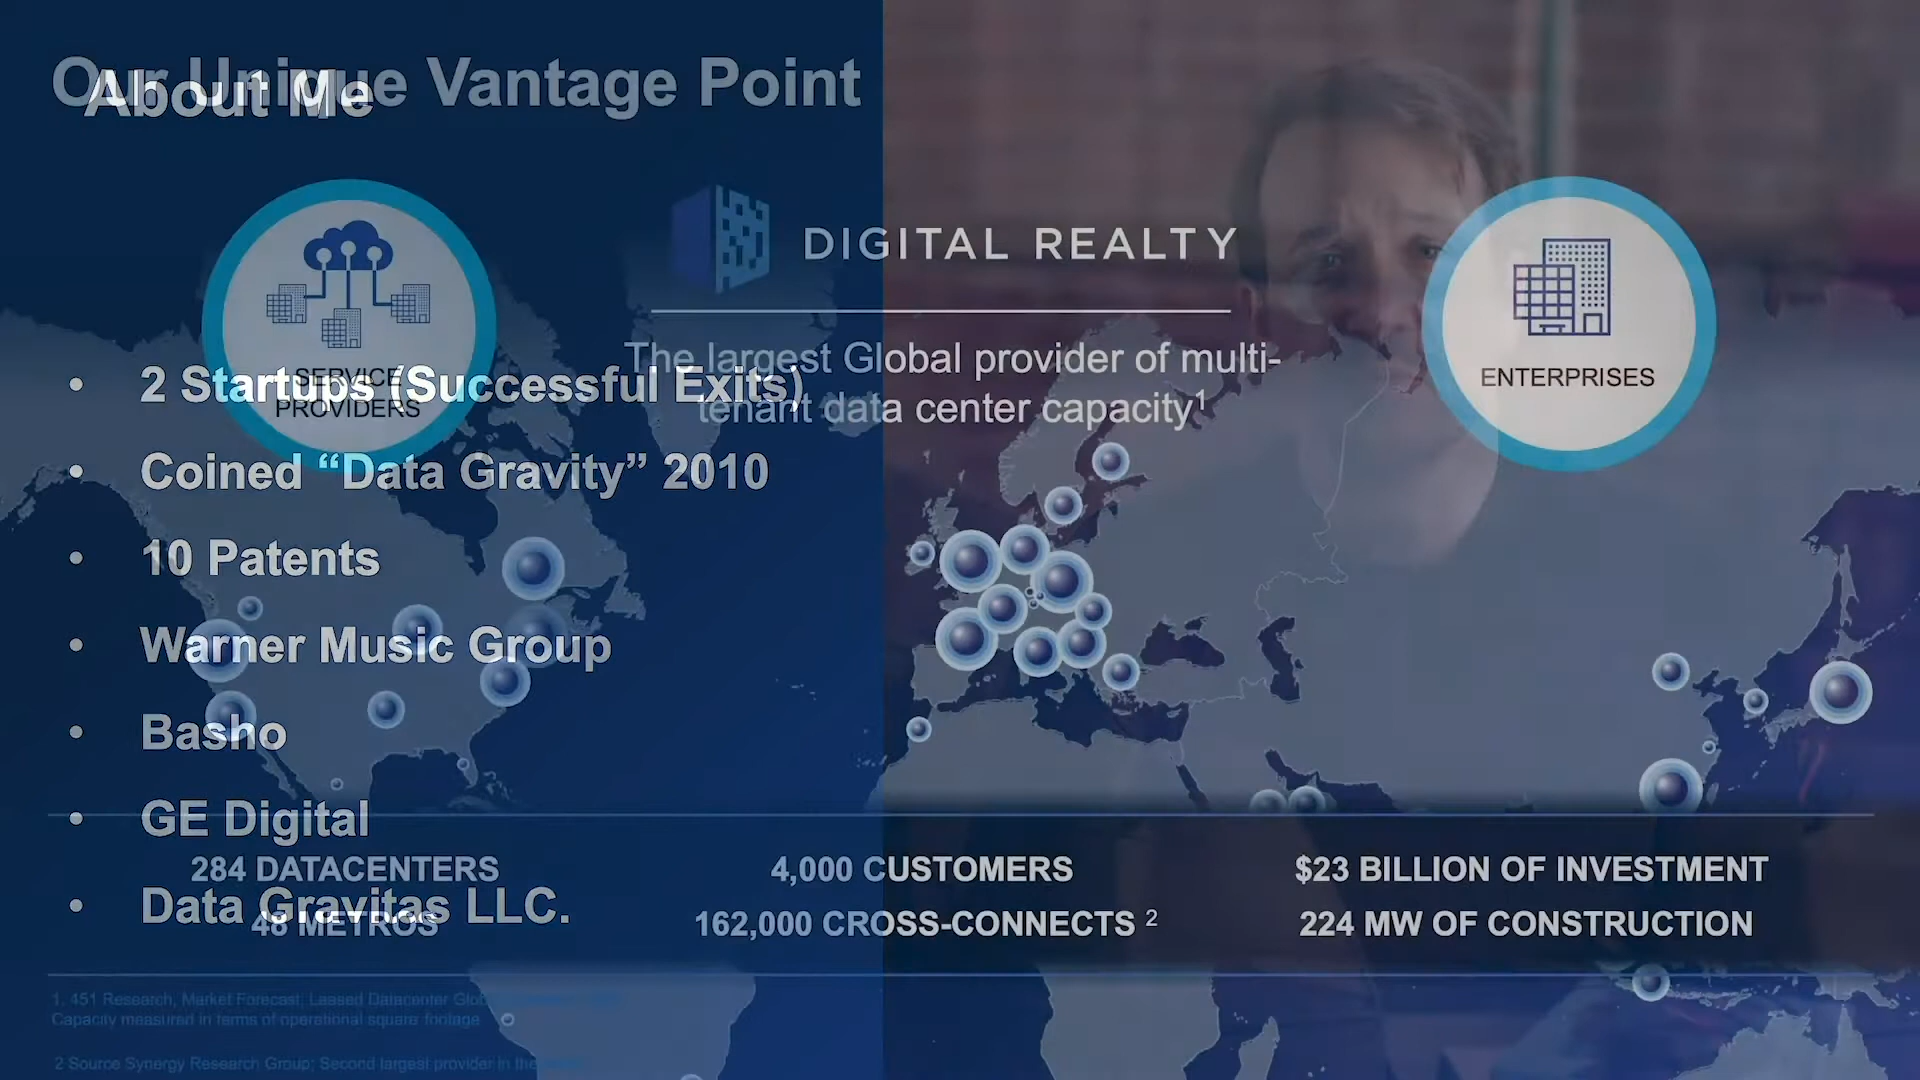 Our Unique Vantage Point
About Me
DIGITAL REALTY
The largest Global provider of multi-
tenant data center capacity¹
SERVICE
PROVIDERS
ENTERPRISES
• 2 Startups (Successful Exits)
• Coined “Data Gravity” 2010
• 10 Patents
• Warner Music Group
• Basho
• GE Digital
• Data Gravitas LLC.
284 DATACENTERS
48 METROS
4,000 CUSTOMERS
162,000 CROSS-CONNECTS ²
$23 BILLION OF INVESTMENT
224 MW OF CONSTRUCTION
1. 451 Research, Market Forecast; Leased Datacenter
Capacity measured in terms of operational square footage
2 Source Synergy Research Group; Second largest provider in the